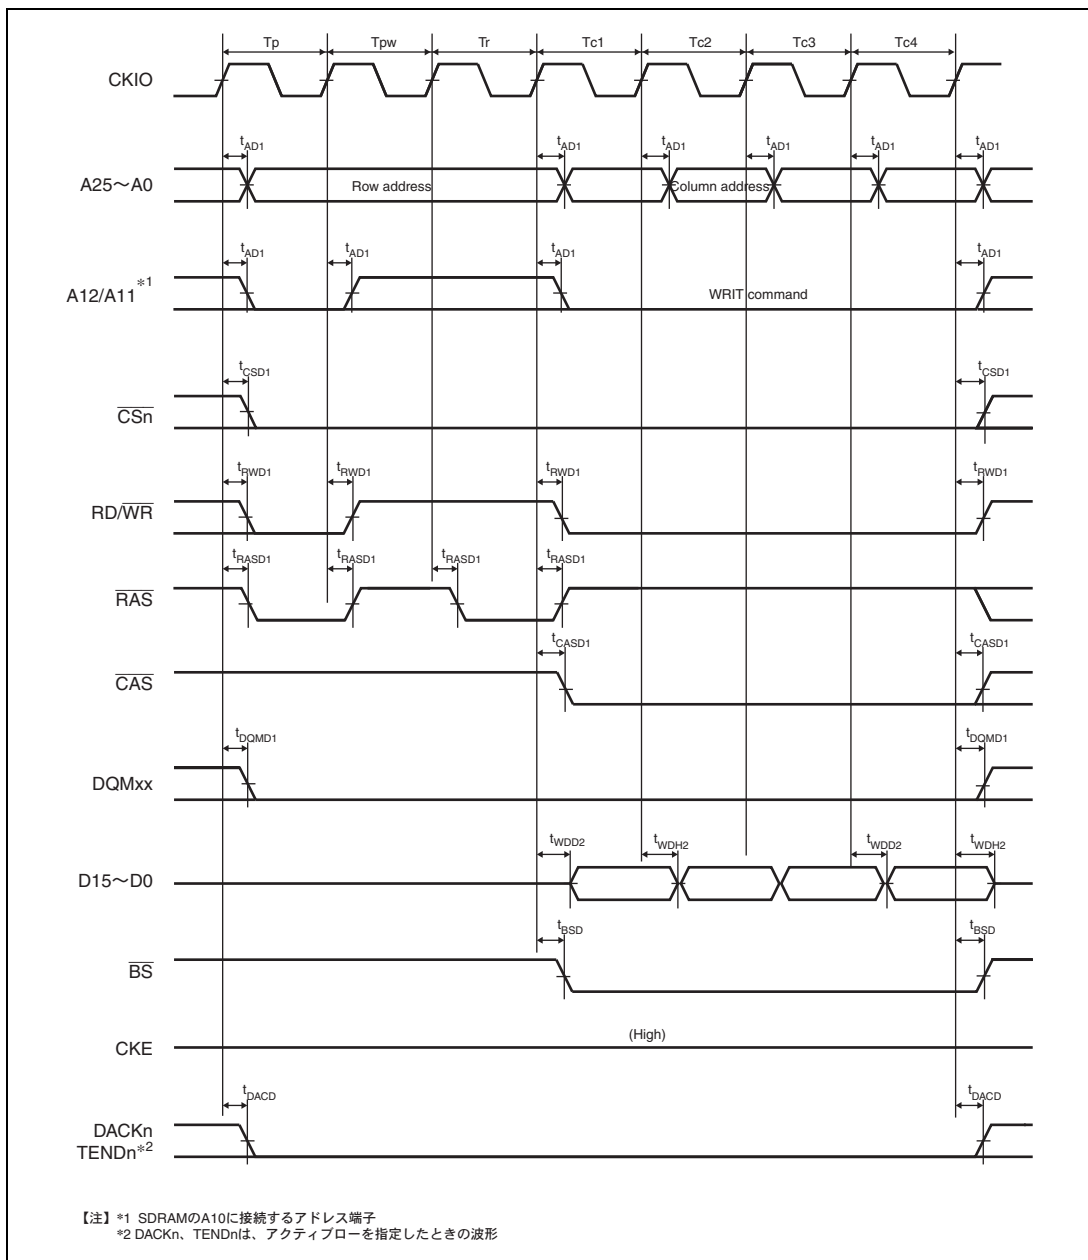 Tp Tpw Tr Tc1 Tc2 Tc3 Tc4
CKIO
tAD1 tAD1 tAD1 tAD1 tAD1 tAD1
A25〜A0 Row address Column address
tAD1 tAD1 tAD1 tAD1
A12/A11*1 WRIT command
tCSD1 tCSD1
CSn
tRWD1 tRWD1 tRWD1 tRWD1
RD/WR
tRASD1 tRASD1 tRASD1 tRASD1
RAS
tCASD1 tCASD1
CAS
tDQMD1 tDQMD1
DQMxx
tWDD2 tWDH2 tWDD2 tWDH2
D15〜D0
tBSD tBSD
BS
(High)
CKE
tDACD tDACD
DACKn
TENDn*2
【注】*1 SDRAMのA10に接続するアドレス端子
*2 DACKn、TENDnは、アクティブローを指定したときの波形